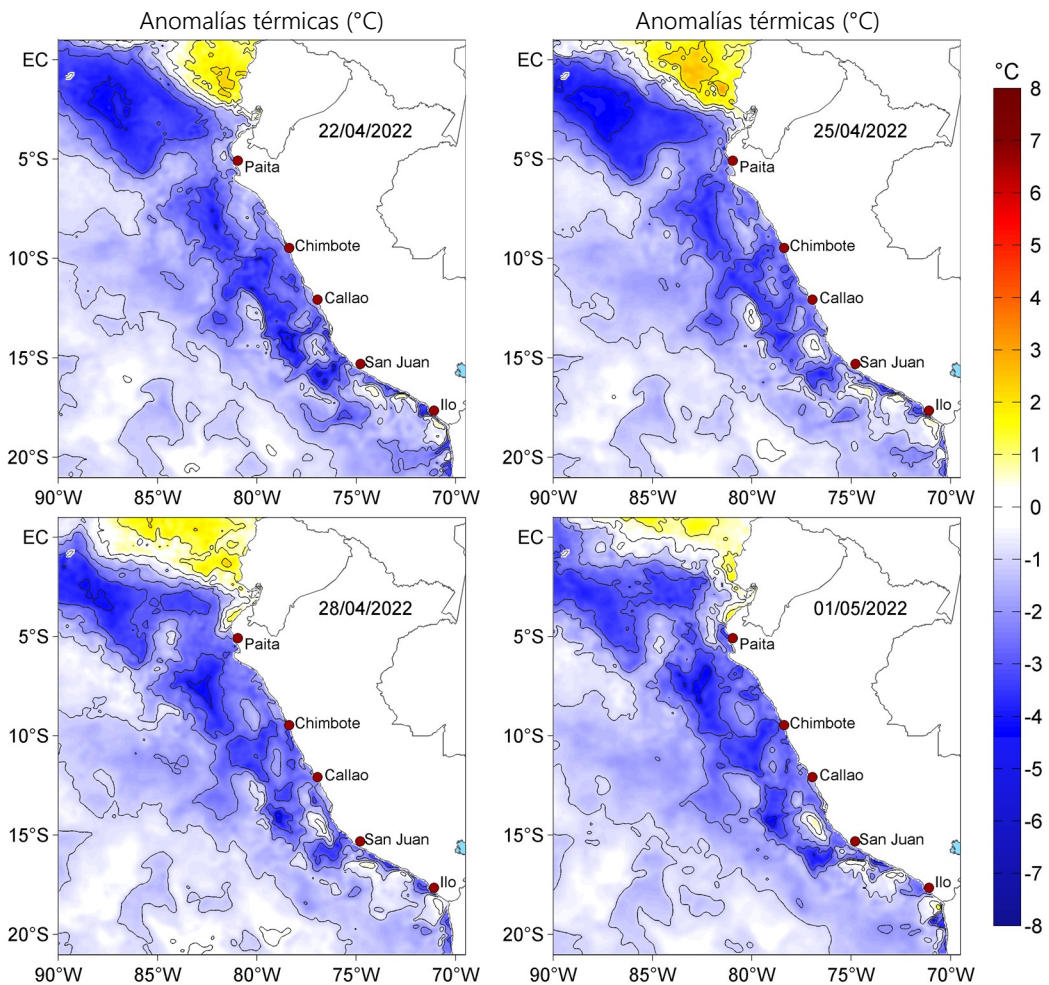 Anomalías térmicas (°C)
Anomalías térmicas (°C)
EC
5°S
10°S
15°S
20°S
22/04/2022
Paita
Chimbote
Callao
San Juan
Ilo
90°W
85°W
80°W
75°W
70°W
EC
5°S
10°S
15°S
20°S
25/04/2022
Paita
Chimbote
Callao
San Juan
Ilo
90°W
85°W
80°W
75°W
70°W
EC
5°S
10°S
15°S
20°S
28/04/2022
Paita
Chimbote
Callao
San Juan
Ilo
90°W
85°W
80°W
75°W
70°W
EC
5°S
10°S
15°S
20°S
01/05/2022
Paita
Chimbote
Callao
San Juan
Ilo
90°W
85°W
80°W
75°W
70°W
°C
8
7
6
5
4
3
2
1
0
-1
-2
-3
-4
-5
-6
-7
-8